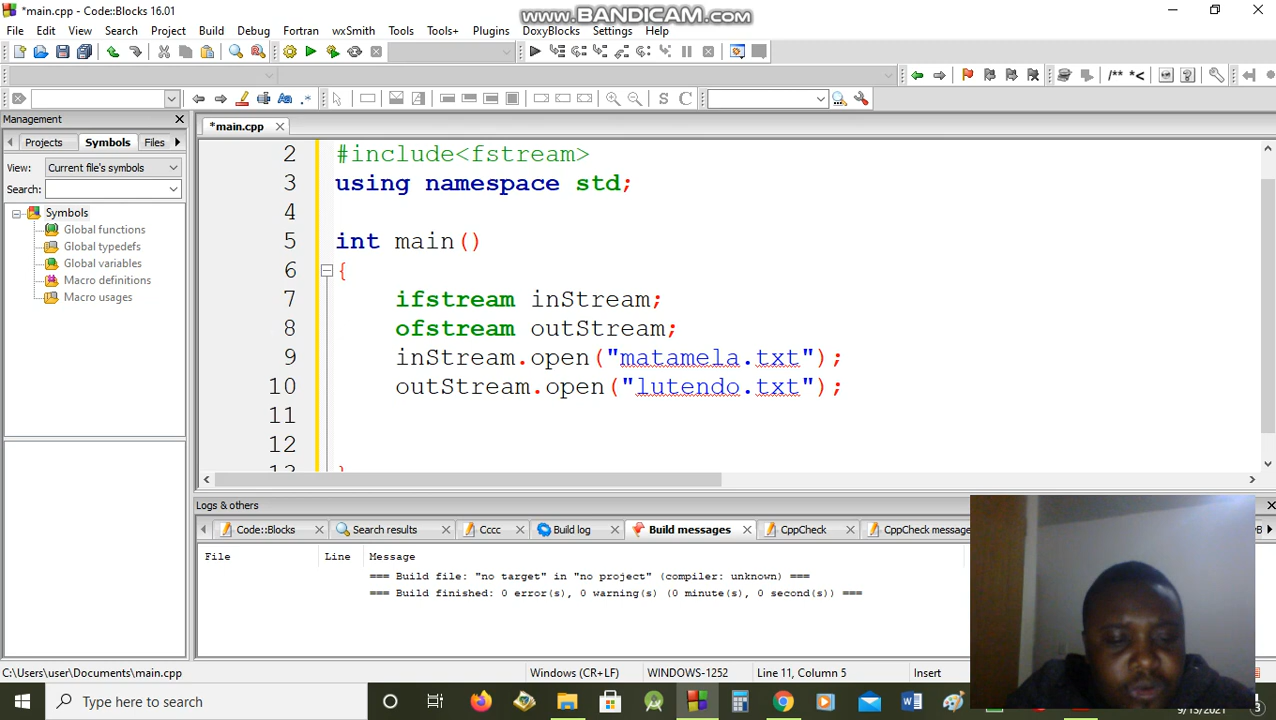 *main.cpp - Code::Blocks 16.01
www.BANDICAM.com
File Edit View Search Project Build Debug Fortran wxSmith Tools Tools+ Plugins DoxyBlocks Settings Help
/** *<
S C
Management
*main.cpp
Projects Symbols Files
View: Current file's symbols
Search:
Symbols
Global functions
Global typedefs
Global variables
Macro definitions
Macro usages
2 #include<fstream>
3 using namespace std;
4
5 int main()
6 {
7 ifstream inStream;
8 ofstream outStream;
9 inStream.open("matamela.txt");
10 outStream.open("lutendo.txt");
11
12
13 }
Logs & others
Code::Blocks Search results Cccc Build log Build messages CppCheck CppCheck message
File Line Message
=== Build file: "no target" in "no project" (compiler: unknown) ===
=== Build finished: 0 error(s), 0 warning(s) (0 minute(s), 0 second(s)) ===
C:\Users\user\Documents\main.cpp Windows (CR+LF) WINDOWS-1252 Line 11, Column 5 Insert
Type here to search
9/13/2021
3